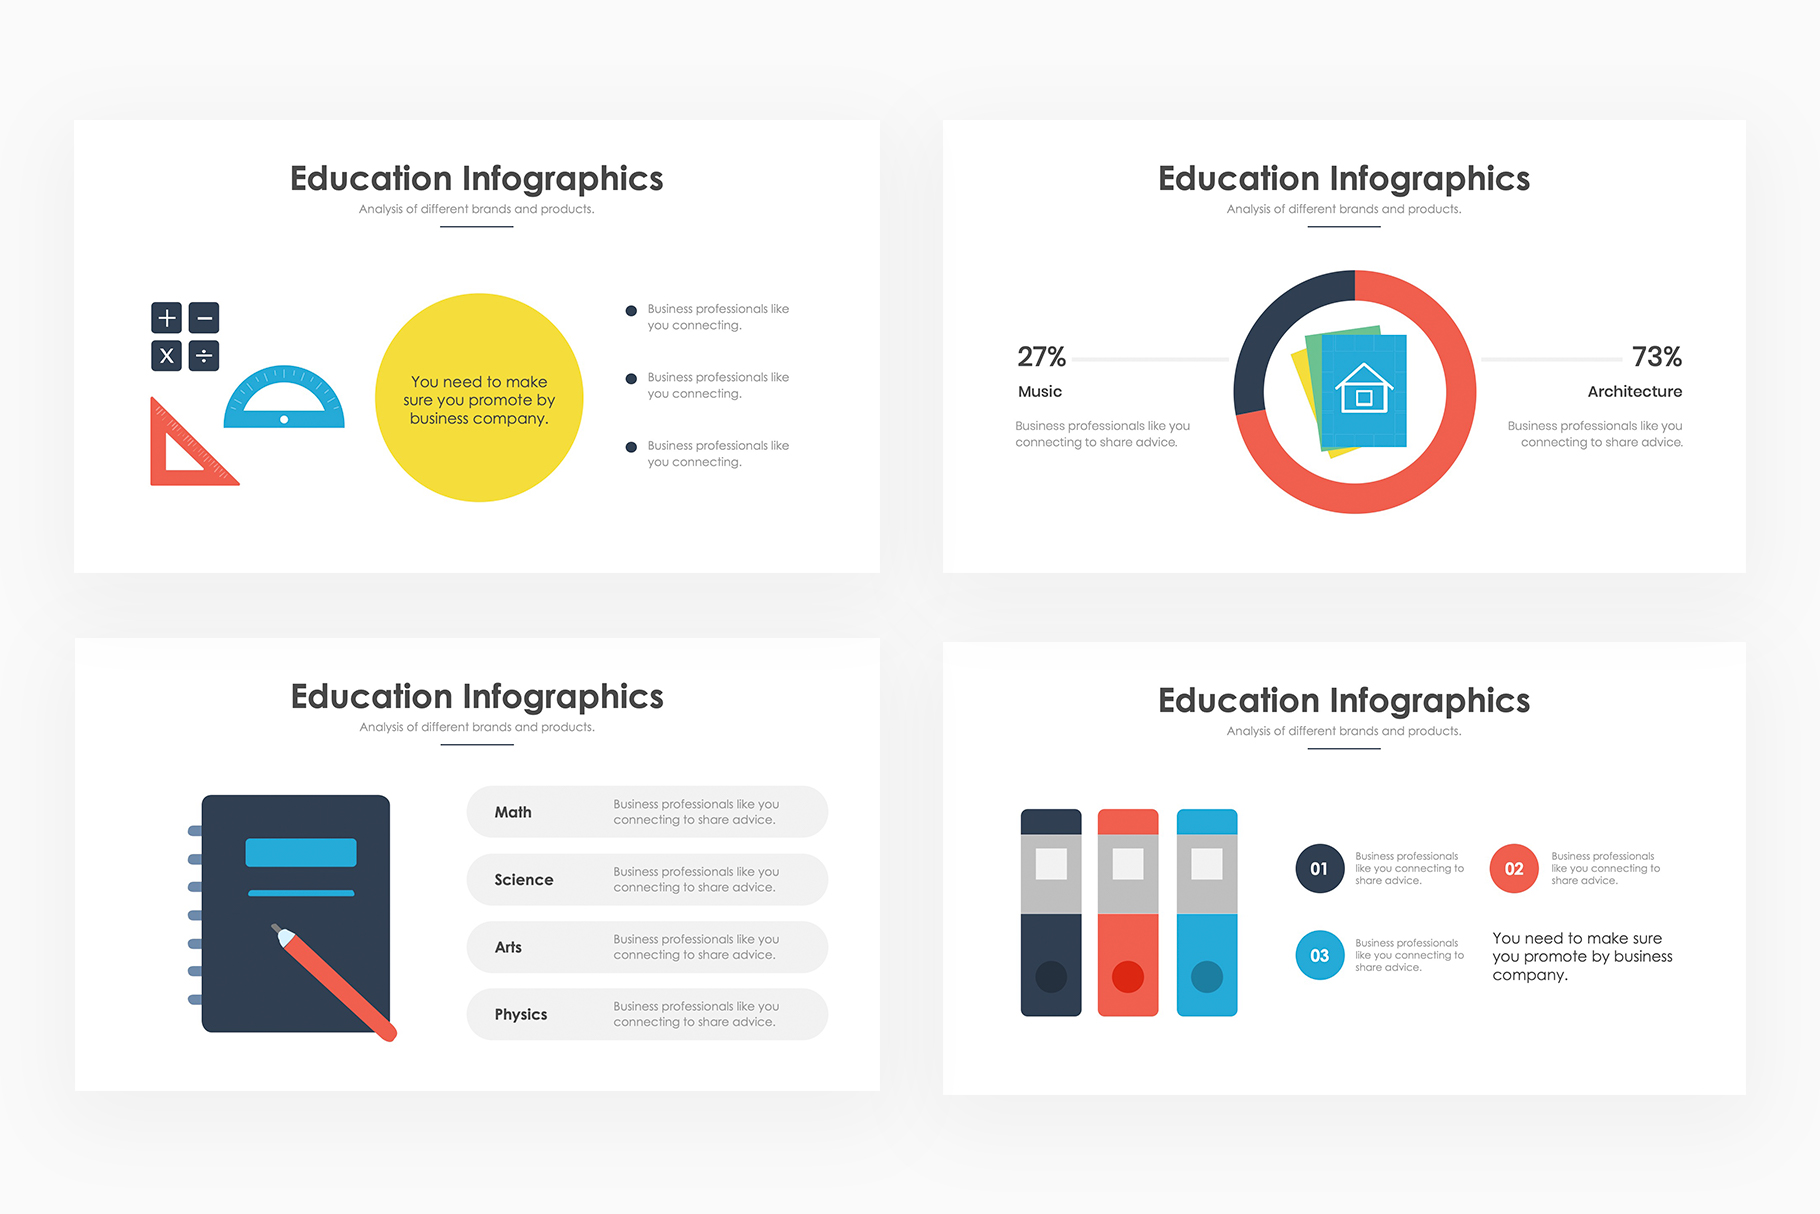 Education Infographics
Analysis of different brands and products.
+ −
x ÷
You need to make
sure you promote by
business company.
Business professionals like
you connecting.
Business professionals like
you connecting.
Business professionals like
you connecting.
Education Infographics
Analysis of different brands and products.
27%
Music
Business professionals like you
connecting to share advice.
73%
Architecture
Business professionals like you
connecting to share advice.
Education Infographics
Analysis of different brands and products.
Math
Business professionals like you
connecting to share advice.
Science
Business professionals like you
connecting to share advice.
Arts
Business professionals like you
connecting to share advice.
Physics
Business professionals like you
connecting to share advice.
Education Infographics
Analysis of different brands and products.
01
Business professionals
like you connecting to
share advice.
02
Business professionals
like you connecting to
share advice.
03
Business professionals
like you connecting to
share advice.
You need to make sure
you promote by business
company.